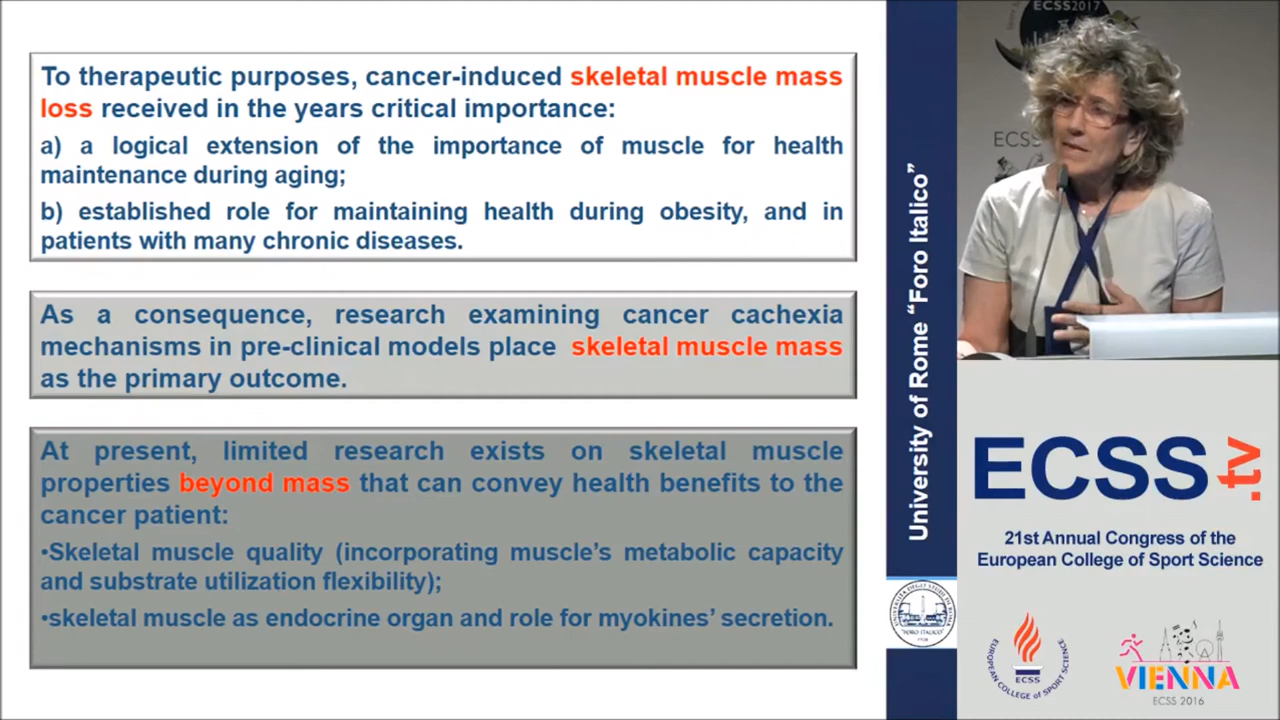 To therapeutic purposes, cancer-induced skeletal muscle mass
loss received in the years critical importance:
a) a logical extension of the importance of muscle for health
maintenance during aging;
b) established role for maintaining health during obesity, and in
patients with many chronic diseases.
As a consequence, research examining cancer cachexia
mechanisms in pre-clinical models place skeletal muscle mass
as the primary outcome.
At present, limited research exists on skeletal muscle
properties beyond mass that can convey health benefits to the
cancer patient:
•Skeletal muscle quality (incorporating muscle's metabolic capacity
and substrate utilization flexibility);
•skeletal muscle as endocrine organ and role for myokines' secretion.
University of Rome "Foro Italico"
ECSS2017
ECSS
ECSS.tv
21st Annual Congress of the
European College of Sport Science
EUROPEAN COLLEGE OF SPORT SCIENCE
ECSS
VIENNA
ECSS 2016